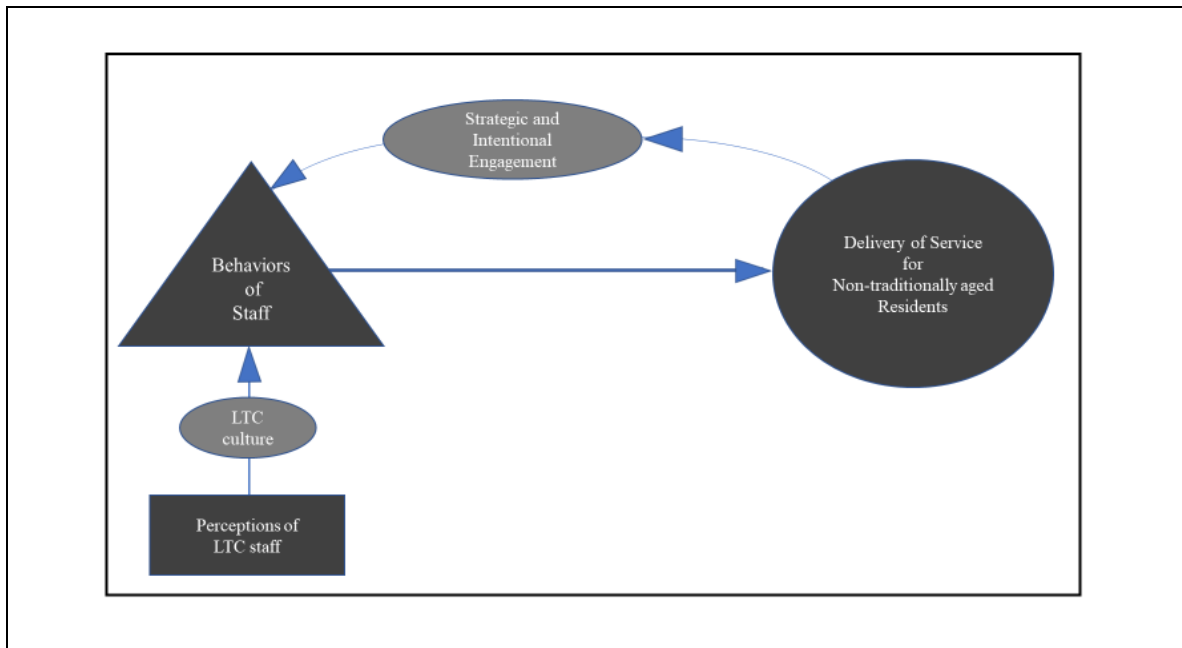 Strategic and
Intentional
Engagement
Behaviors
of
Staff
Delivery of Service
for
Non-traditionally aged
Residents
LTC
culture
Perceptions of
LTC staff